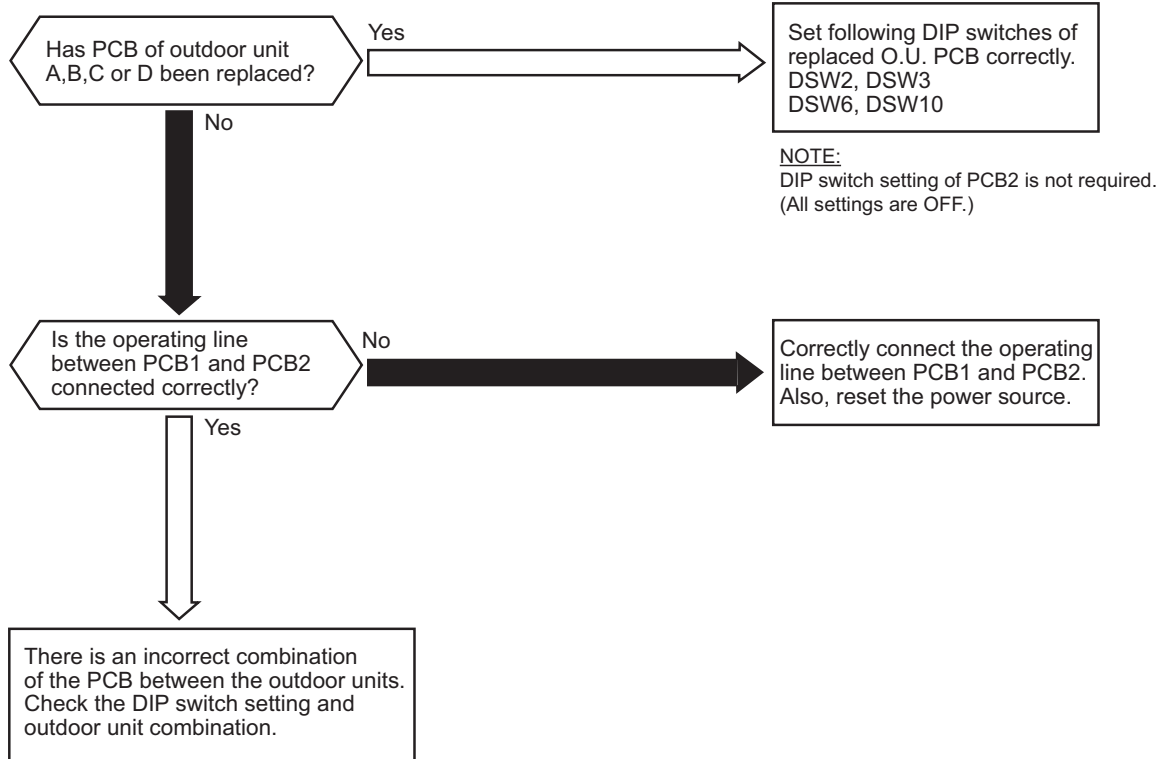 Has PCB of outdoor unit
A,B,C or D been replaced?
Yes
Set following DIP switches of
replaced O.U. PCB correctly.
DSW2, DSW3
DSW6, DSW10
No
NOTE:
DIP switch setting of PCB2 is not required.
(All settings are OFF.)
Is the operating line
between PCB1 and PCB2
connected correctly?
No
Correctly connect the operating
line between PCB1 and PCB2.
Also, reset the power source.
Yes
There is an incorrect combination
of the PCB between the outdoor units.
Check the DIP switch setting and
outdoor unit combination.